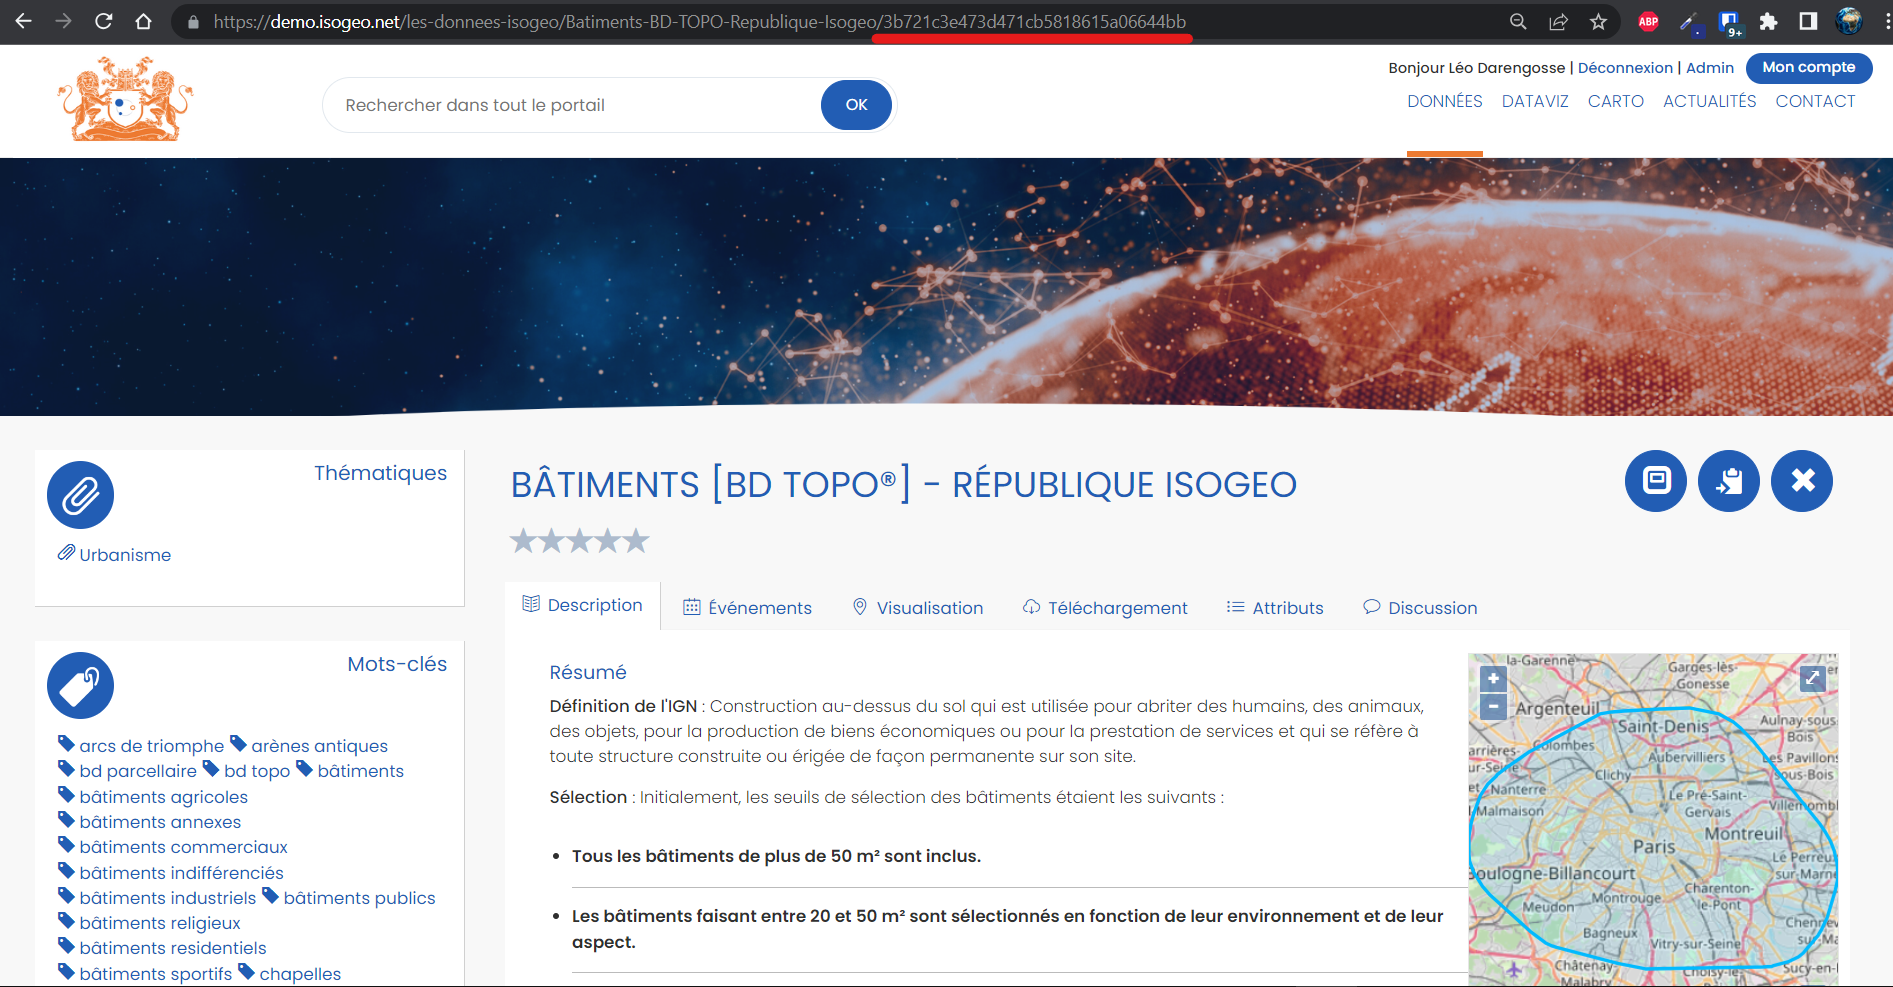 https://demo.isogeo.net/les-donnees-isogeo/Batiments-BD-TOPO-Republique-Isogeo/3b721c3e473d471cb5818615a06644bb
ABP
9+
Bonjour Léo Darengosse | Déconnexion | Admin Mon compte
Rechercher dans tout le portail OK
DONNÉES DATAVIZ CARTO ACTUALITÉS CONTACT
Thématiques
Urbanisme
Mots-clés
arcs de triomphe arènes antiques
bd parcellaire bd topo bâtiments
bâtiments agricoles
bâtiments annexes
bâtiments commerciaux
bâtiments indifférenciés
bâtiments industriels bâtiments publics
bâtiments religieux
bâtiments residentiels
bâtiments sportifs chapelles
BÂTIMENTS [BD TOPO®] - RÉPUBLIQUE ISOGEO
Description Événements Visualisation Téléchargement Attributs Discussion
Résumé
Définition de l'IGN : Construction au-dessus du sol qui est utilisée pour abriter des humains, des animaux,
des objets, pour la production de biens économiques ou pour la prestation de services et qui se réfère à
toute structure construite ou érigée de façon permanente sur son site.
Sélection : Initialement, les seuils de sélection des bâtiments étaient les suivants :
Tous les bâtiments de plus de 50 m² sont inclus.
Les bâtiments faisant entre 20 et 50 m² sont sélectionnés en fonction de leur environnement et de leur
aspect.
+
-
la-Garenne-
Garges-lès-
Gonesse
Argenteuil
Saint-Denis
Aulnay-sous-
Bois
Colombes
Aubervilliers
Les Pavillons
sous-Bois
Clichy
Nanterre
Le Pré-Saint-
Gervais
Malmaison
Montreuil
Paris
Le Perreux
sur-Marne
Boulogne-Billancourt
Charenton-
le-Pont
Meudon
Montrouge
Bagneux
Vitry-sur-Seine
Châtenay
Malabry
Choisy-le-
Sucy-en-